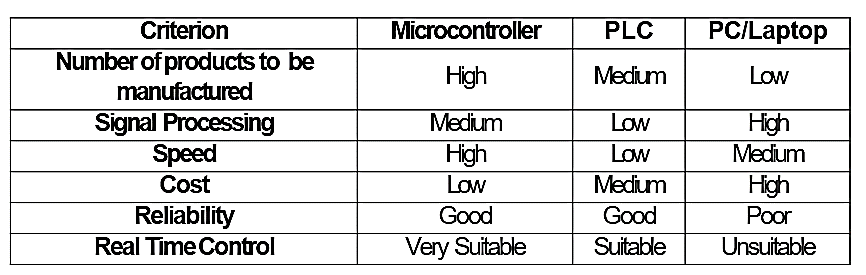 Criterion Microcontroller PLC PC/Laptop
Number of products to be
manufactured High Medium Low
Signal Processing Medium Low High
Speed High Low Medium
Cost Low Medium High
Reliability Good Good Poor
Real Time Control Very Suitable Suitable Unsuitable